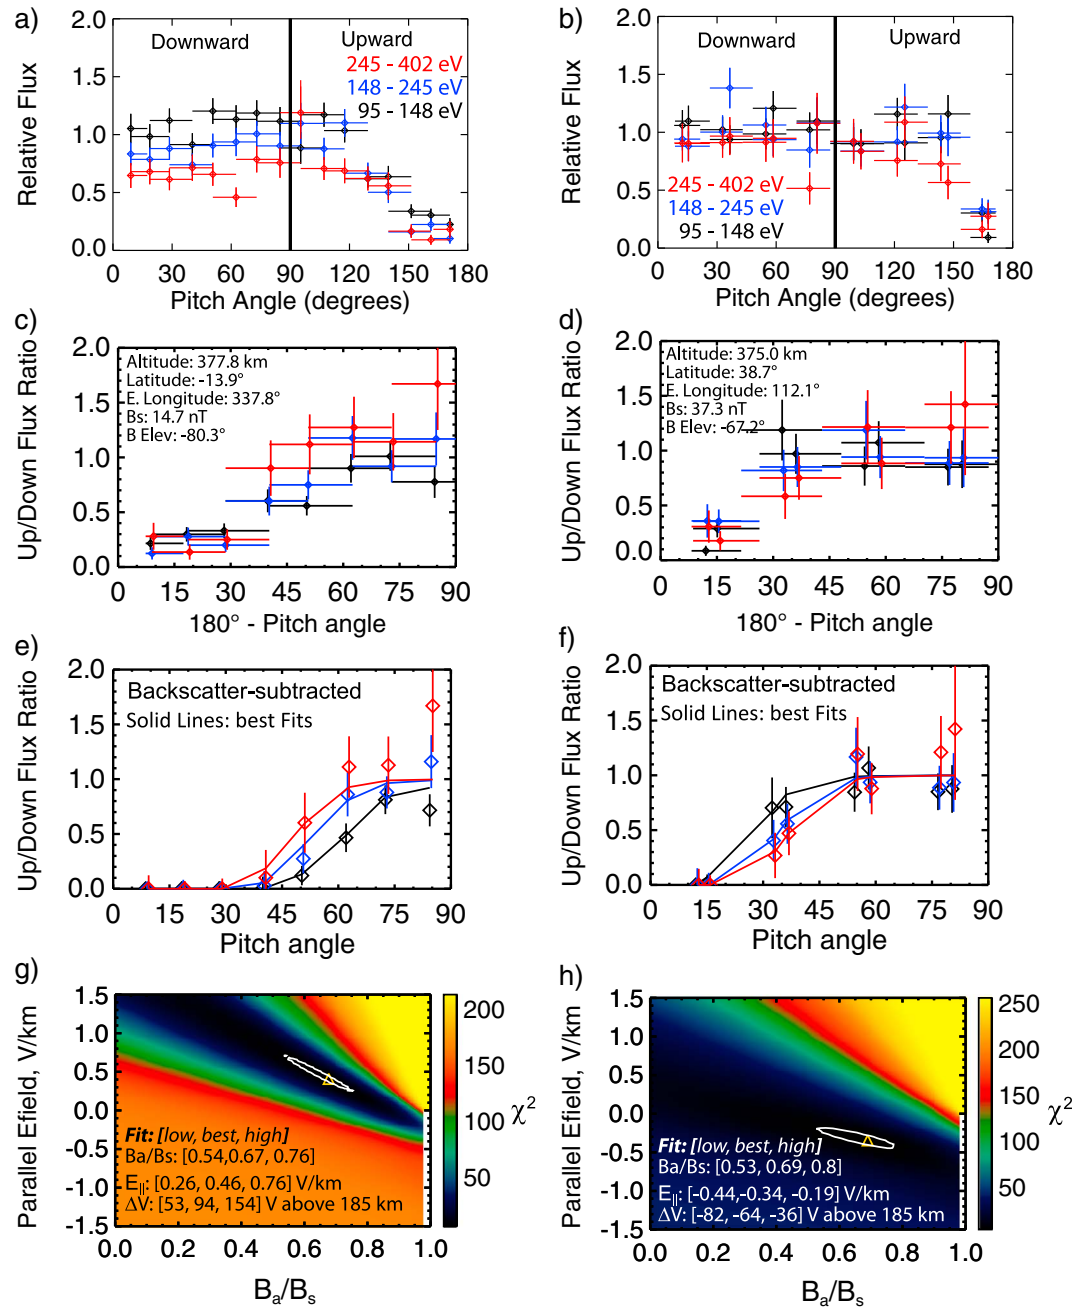 a)
2.0
1.5
1.0
0.5
0.0
Relative Flux
Downward
Upward
245 - 402 eV
148 - 245 eV
95 - 148 eV
0 30 60 90 120 150 180
Pitch Angle (degrees)
b)
2.0
1.5
1.0
0.5
0.0
Relative Flux
Downward
Upward
245 - 402 eV
148 - 245 eV
95 - 148 eV
0 30 60 90 120 150 180
Pitch Angle (degrees)
c)
2.0
1.5
1.0
0.5
0.0
Up/Down Flux Ratio
Altitude: 377.8 km
Latitude: -13.9°
E. Longitude: 337.8°
Bs: 14.7 nT
B Elev: -80.3°
0 15 30 45 60 75 90
180° - Pitch angle
d)
2.0
1.5
1.0
0.5
0.0
Up/Down Flux Ratio
Altitude: 375.0 km
Latitude: 38.7°
E. Longitude: 112.1°
Bs: 37.3 nT
B Elev: -67.2°
0 15 30 45 60 75 90
180° - Pitch angle
e)
2.0
1.5
1.0
0.5
0.0
Up/Down Flux Ratio
Backscatter-subtracted
Solid Lines: best Fits
0 15 30 45 60 75 90
Pitch angle
f)
2.0
1.5
1.0
0.5
0.0
Up/Down Flux Ratio
Backscatter-subtracted
Solid Lines: best Fits
0 15 30 45 60 75 90
Pitch angle
g)
1.5
1.0
0.5
0.0
-0.5
-1.0
-1.5
Parallel Efield, V/km
Fit: [low, best, high]
Ba/Bs: [0.54,0.67, 0.76]
E||: [0.26, 0.46, 0.76] V/km
ΔV: [53, 94, 154] V above 185 km
0.0 0.2 0.4 0.6 0.8 1.0
Ba/Bs
200
150
100
50
χ²
h)
1.5
1.0
0.5
0.0
-0.5
-1.0
-1.5
Parallel Efield, V/km
Fit: [low, best, high]
Ba/Bs: [0.53, 0.69, 0.8]
E||: [-0.44,-0.34, -0.19] V/km
ΔV: [-82, -64, -36] V above 185 km
0.0 0.2 0.4 0.6 0.8 1.0
Ba/Bs
250
200
150
100
50
χ²